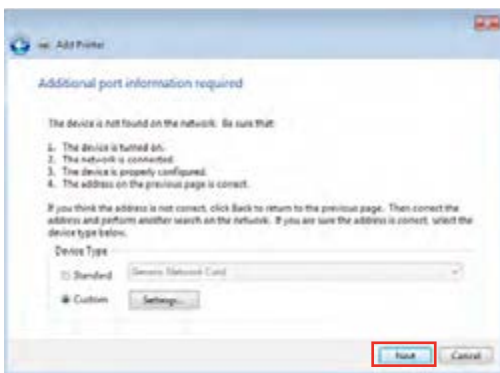 Add Printer
Additional port information required
The device is not found on the network. Be sure that:
1. The device is turned on.
2. The network is connected.
3. The device is properly configured.
4. The address on the previous page is correct.
If you think the address is not correct, click Back to return to the previous page. Then correct the
address and perform another search on the network. If you are sure the address is correct, select the
device type below.
Device Type
Standard
Generic Network Card
Custom
Settings...
Next
Cancel